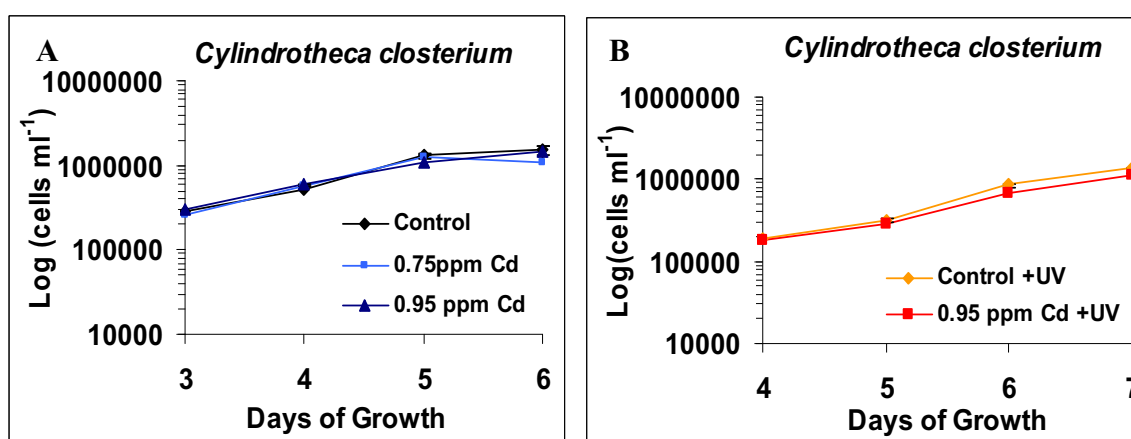 A
Cylindrotheca closterium
Log (cells ml⁻¹)
10000000
1000000
100000
10000
Control
0.75ppm Cd
0.95 ppm Cd
3 4 5 6
Days of Growth
B
Cylindrotheca closterium
Log(cells ml⁻¹)
10000000
1000000
100000
10000
Control +UV
0.95 ppm Cd +UV
4 5 6 7
Days of Growth